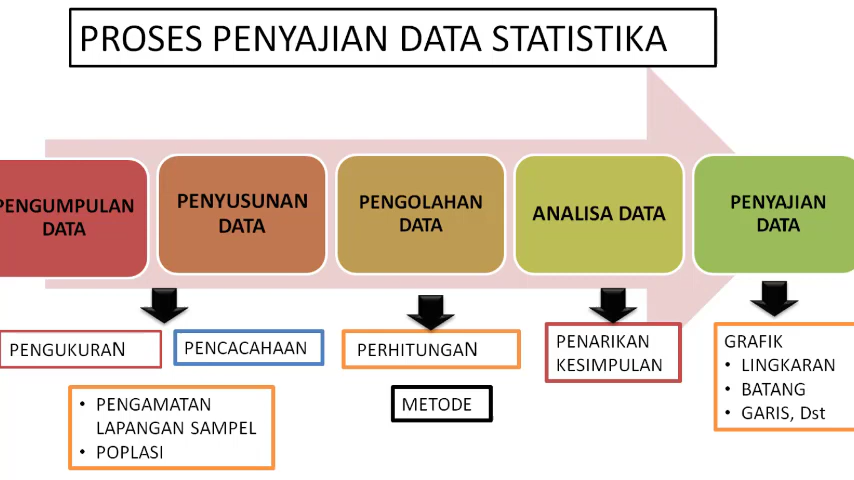 PROSES PENYAJIAN DATA STATISTIKA
PENGUMPULAN
DATA
PENYUSUNAN
DATA
PENGOLAHAN
DATA
ANALISA DATA
PENYAJIAN
DATA
PENGUKURAN
PENCACAHAAN
• PENGAMATAN
LAPANGAN SAMPEL
• POPLASI
PERHITUNGAN
METODE
PENARIKAN
KESIMPULAN
GRAFIK
• LINGKARAN
• BATANG
• GARIS, Dst